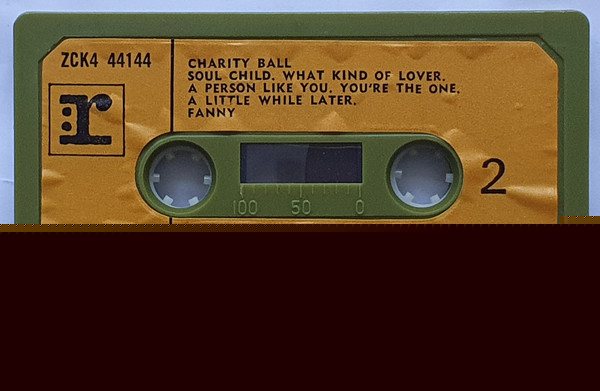 ZCK4 44144
CHARITY BALL
SOUL CHILD. WHAT KIND OF LOVER.
A PERSON LIKE YOU. YOU'RE THE ONE.
A LITTLE WHILE LATER.
FANNY
:r
2
100 50 0